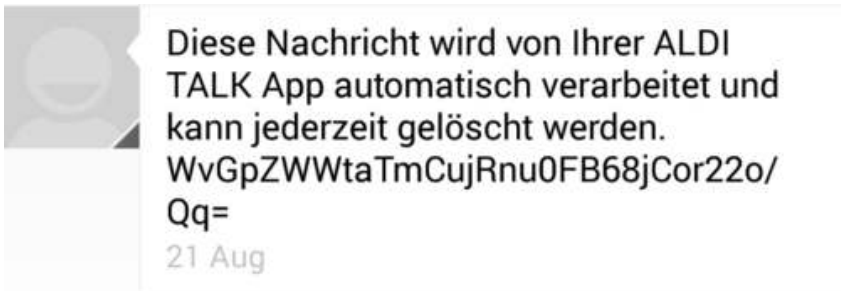 Diese Nachricht wird von Ihrer ALDI
TALK App automatisch verarbeitet und
kann jederzeit gelöscht werden.
WvGpZWWtaTmCujRnu0FB68jCor22o/
Qq=
21 Aug